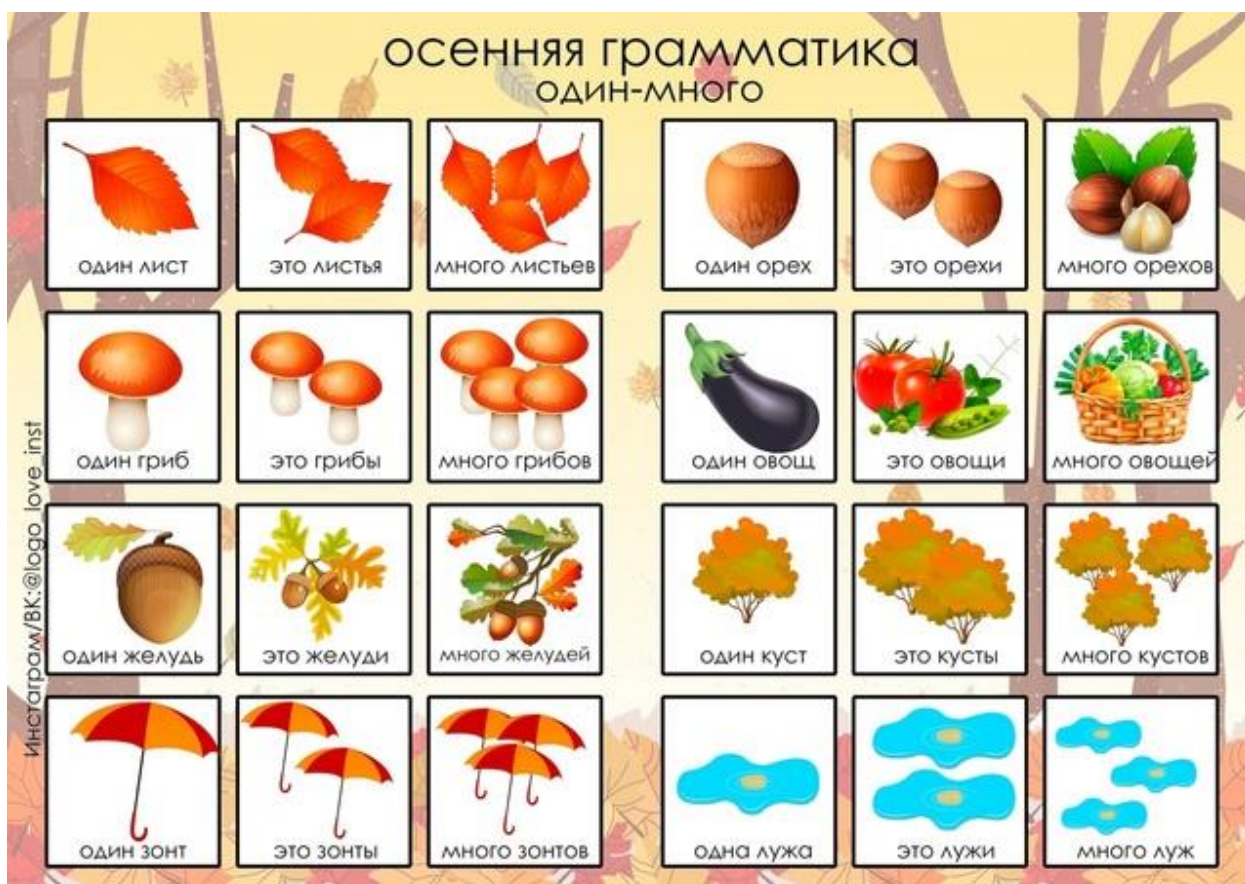 осенняя грамматика
один-много
один лист
это листья
много листьев
один орех
это орехи
много орехов
один гриб
это грибы
много грибов
один овощ
это овощи
много овощей
один желудь
это желуди
много желудей
один куст
это кусты
много кустов
один зонт
это зонты
много зонтов
одна лужа
это лужи
много луж
Инстаграм/ВК:@logo_love_inst